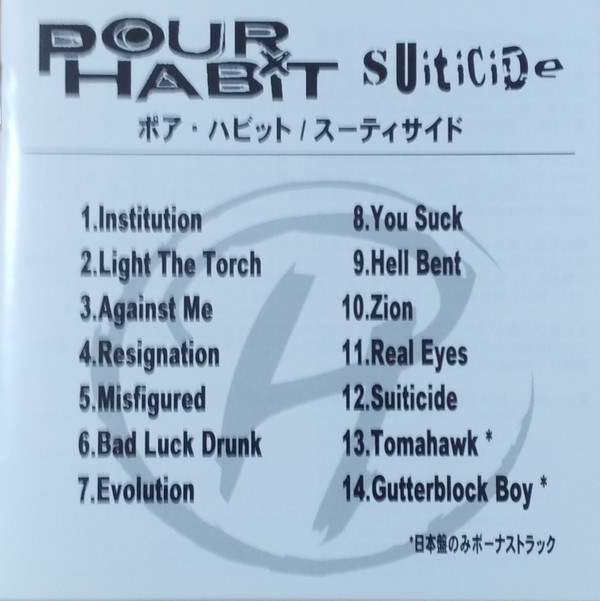 POUR HABiT SUitiCiDe
ポア・ハビット / スーティサイド
1.Institution
2.Light The Torch
3.Against Me
4.Resignation
5.Misfigured
6.Bad Luck Drunk
7.Evolution
8.You Suck
9.Hell Bent
10.Zion
11.Real Eyes
12.Suiticide
13.Tomahawk *
14.Gutterblock Boy *
*日本盤のみボーナストラック